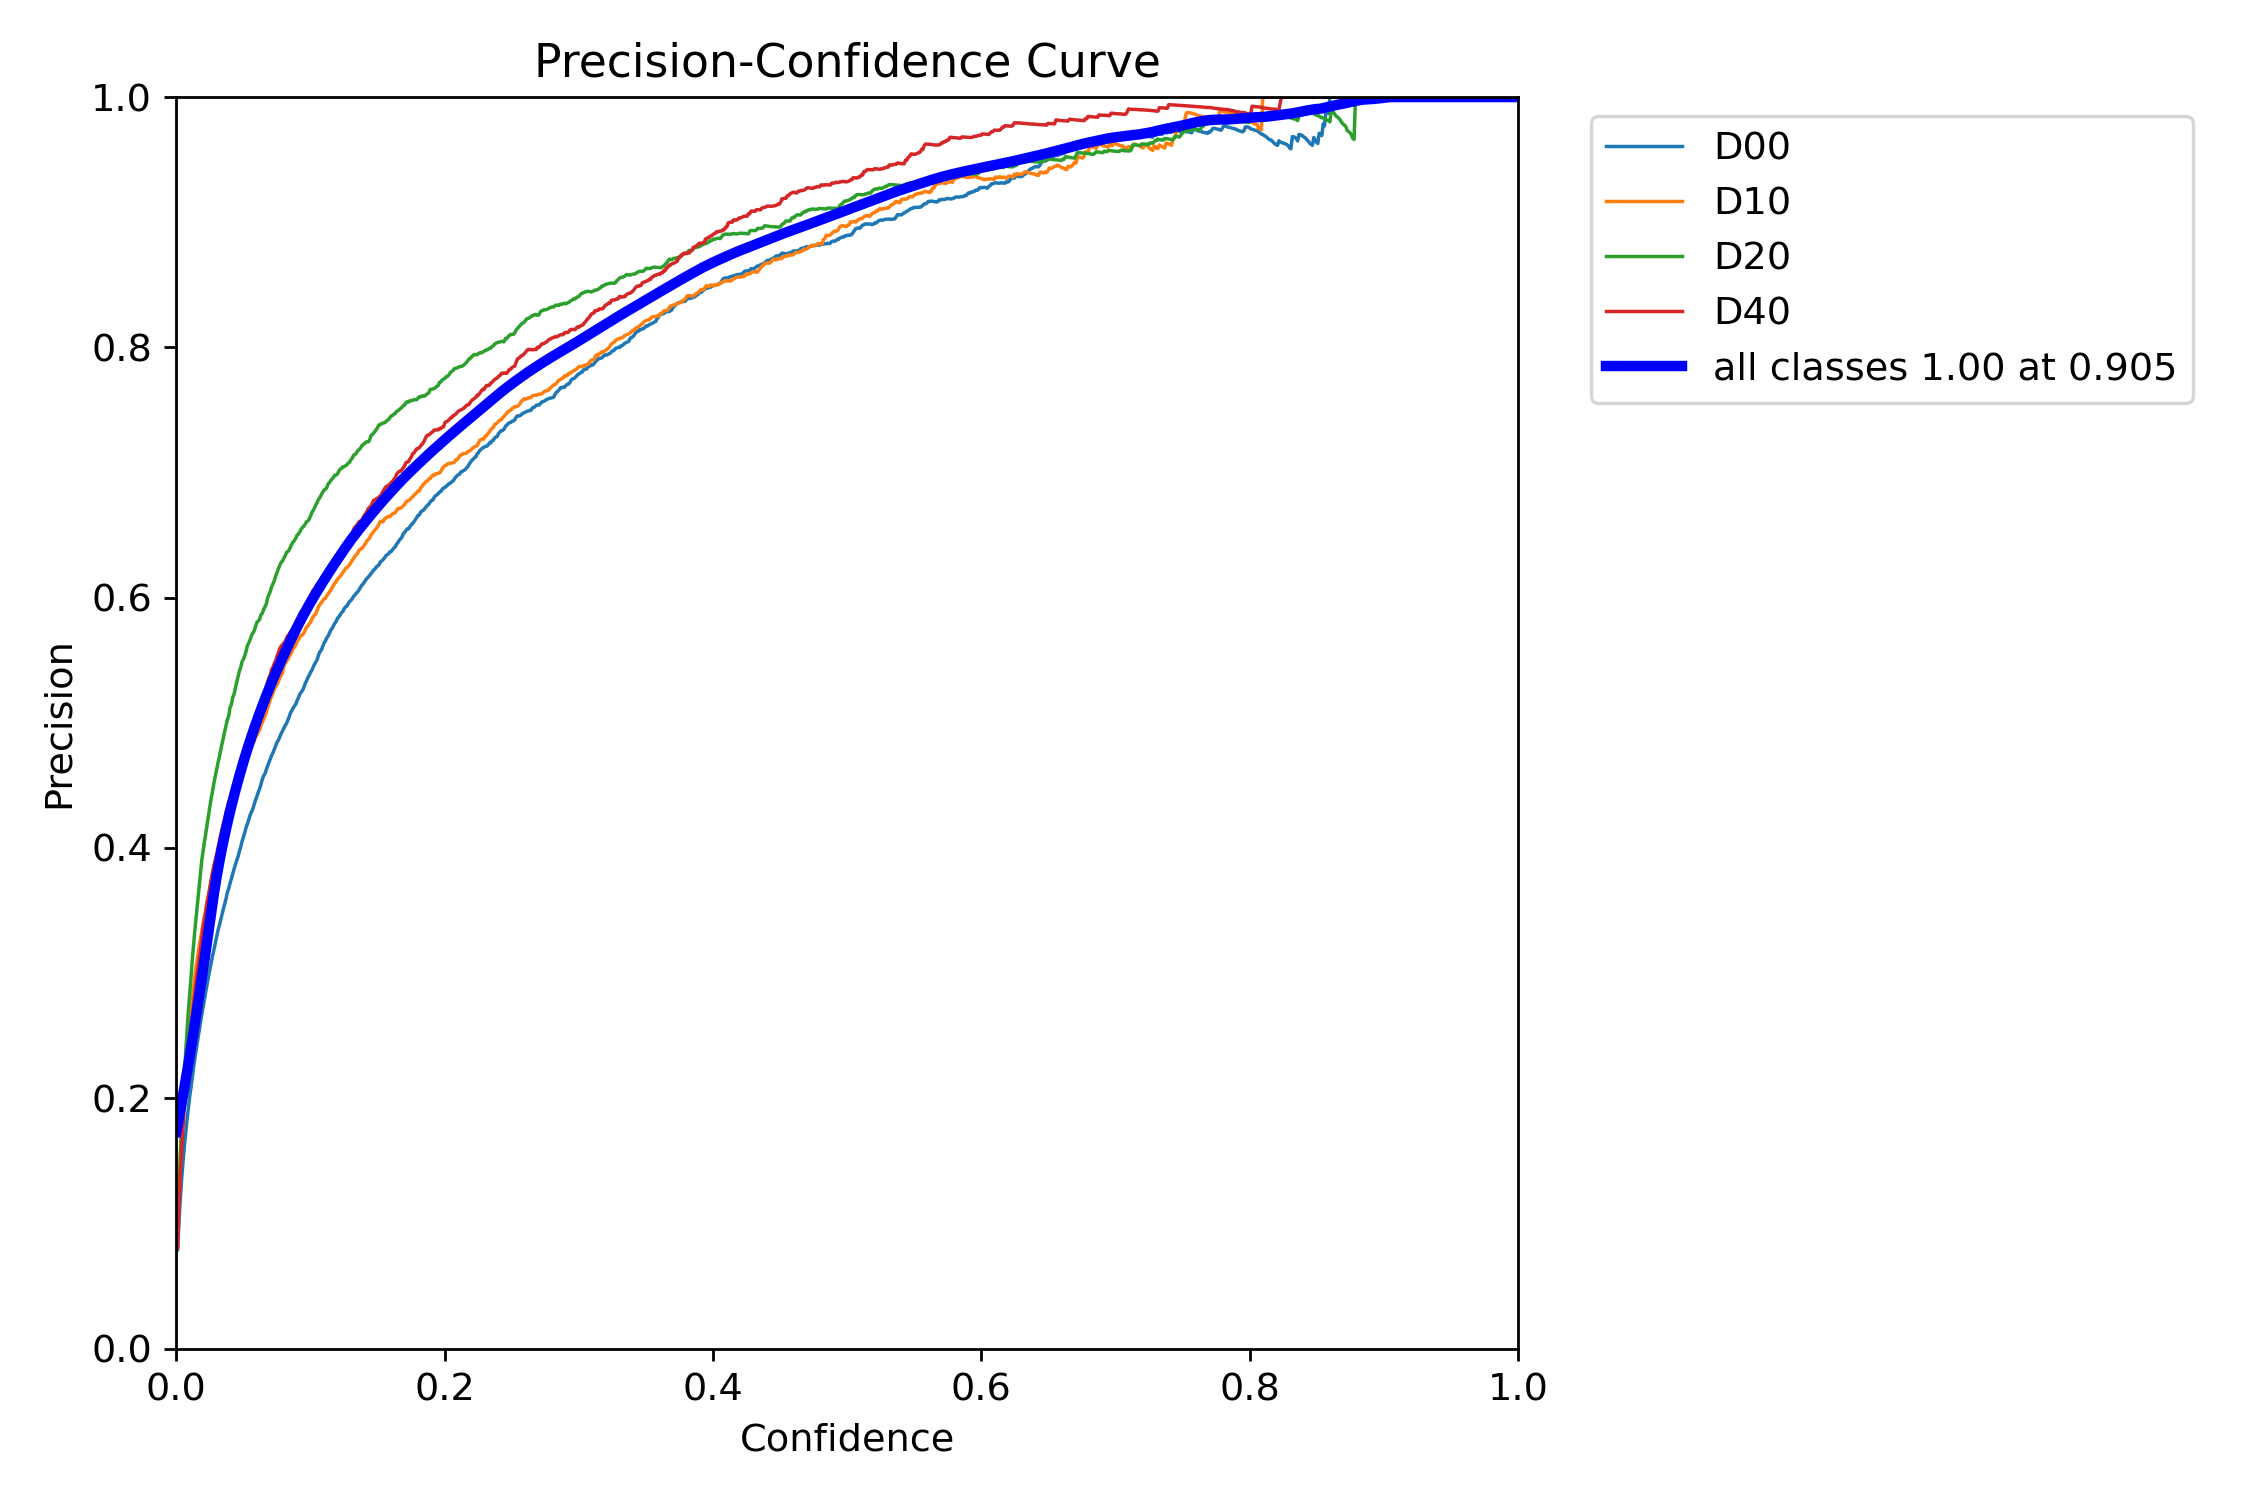 Precision-Confidence Curve
1.0
0.8
0.6
0.4
0.2
0.0
Precision
0.0 0.2 0.4 0.6 0.8 1.0
Confidence
D00
D10
D20
D40
all classes 1.00 at 0.905